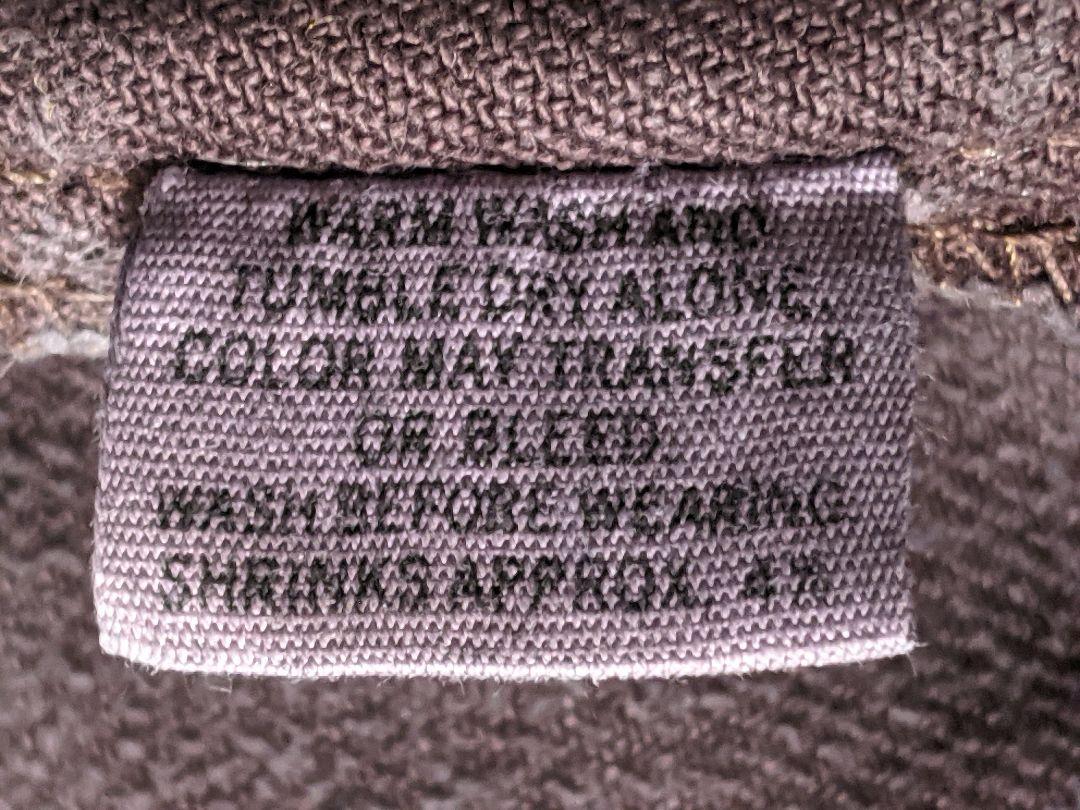 WARM WASH AND
TUMBLE DRY ALONE
COLOR MAY TRANSFER
OR BLEED
WASH BEFORE WEARING
SHRINKS APPROX. 4%